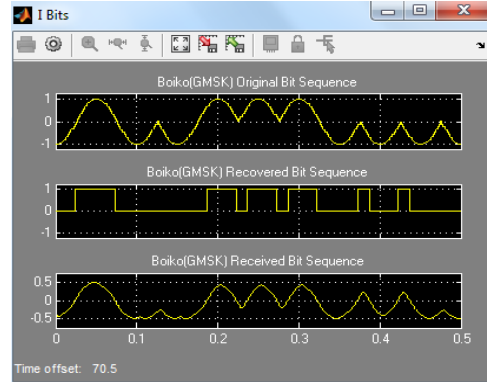 I Bits
Boiko(GMSK) Original Bit Sequence
1
0
-1
Boiko(GMSK) Recovered Bit Sequence
1
0
-1
Boiko(GMSK) Received Bit Sequence
0.5
0
-0.5
0 0.1 0.2 0.3 0.4 0.5
Time offset: 70.5